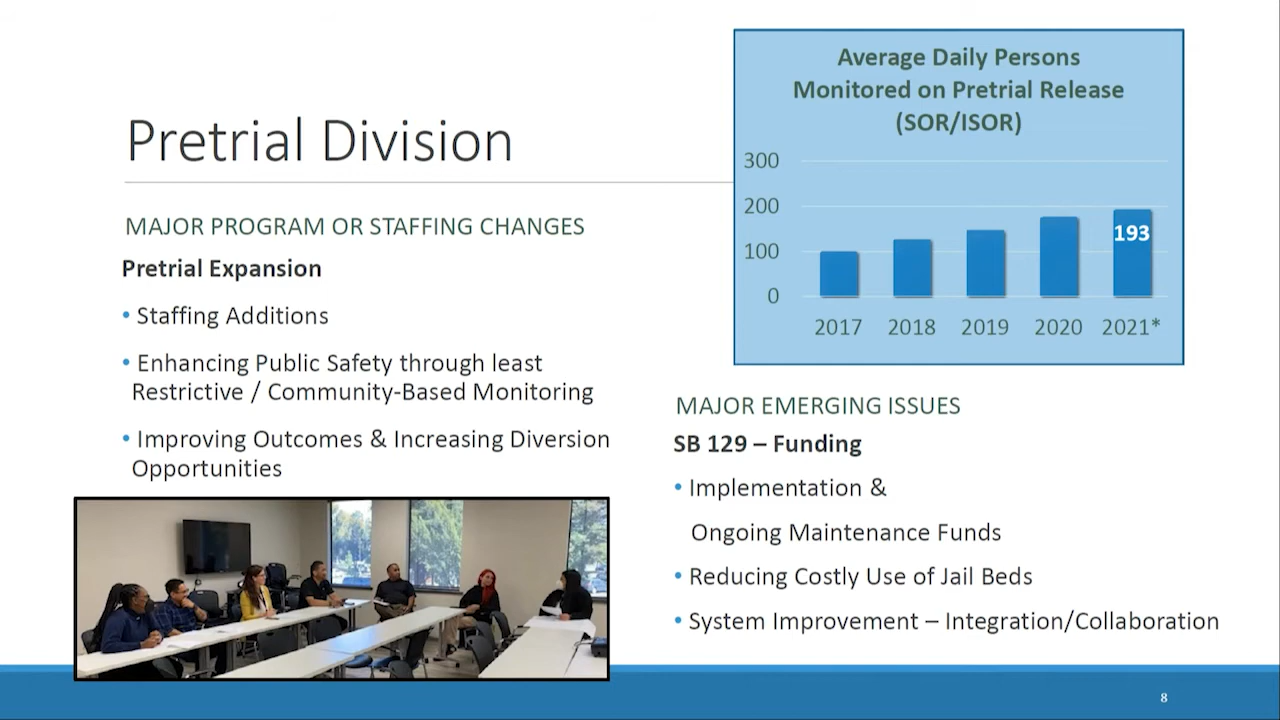 Pretrial Division
MAJOR PROGRAM OR STAFFING CHANGES
Pretrial Expansion
• Staffing Additions
• Enhancing Public Safety through least
Restrictive / Community-Based Monitoring
• Improving Outcomes & Increasing Diversion
Opportunities
Average Daily Persons
Monitored on Pretrial Release
(SOR/ISOR)
300
200
100
0
193
2017 2018 2019 2020 2021*
MAJOR EMERGING ISSUES
SB 129 – Funding
• Implementation &
Ongoing Maintenance Funds
• Reducing Costly Use of Jail Beds
• System Improvement – Integration/Collaboration
8